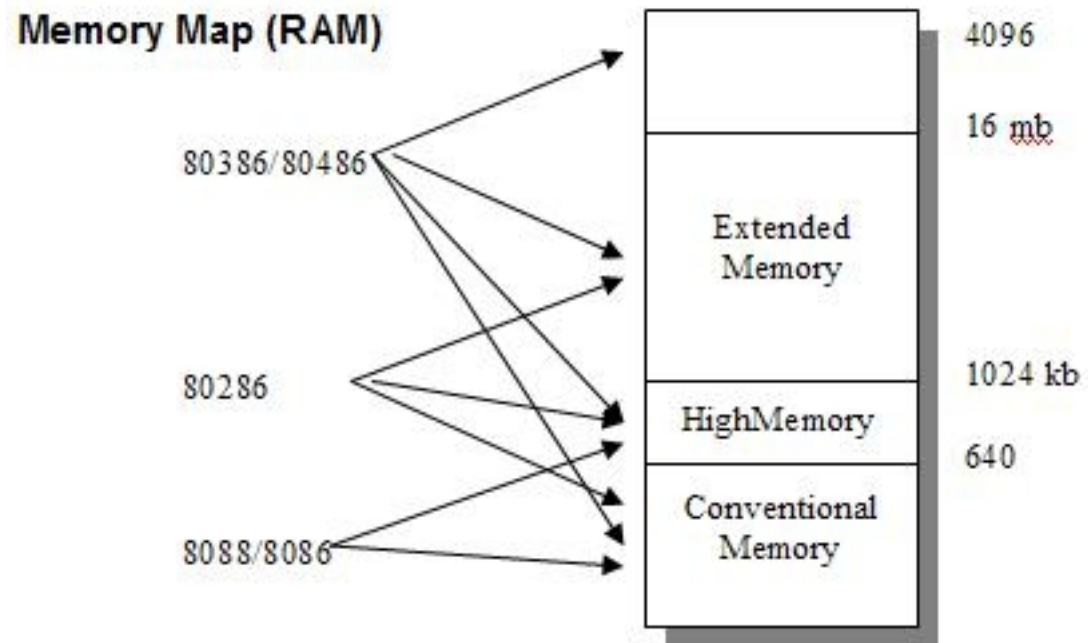 Memory Map (RAM)
4096
16 mb
80386/80486
Extended
Memory
1024 kb
80286
HighMemory
640
Conventional
Memory
8088/8086